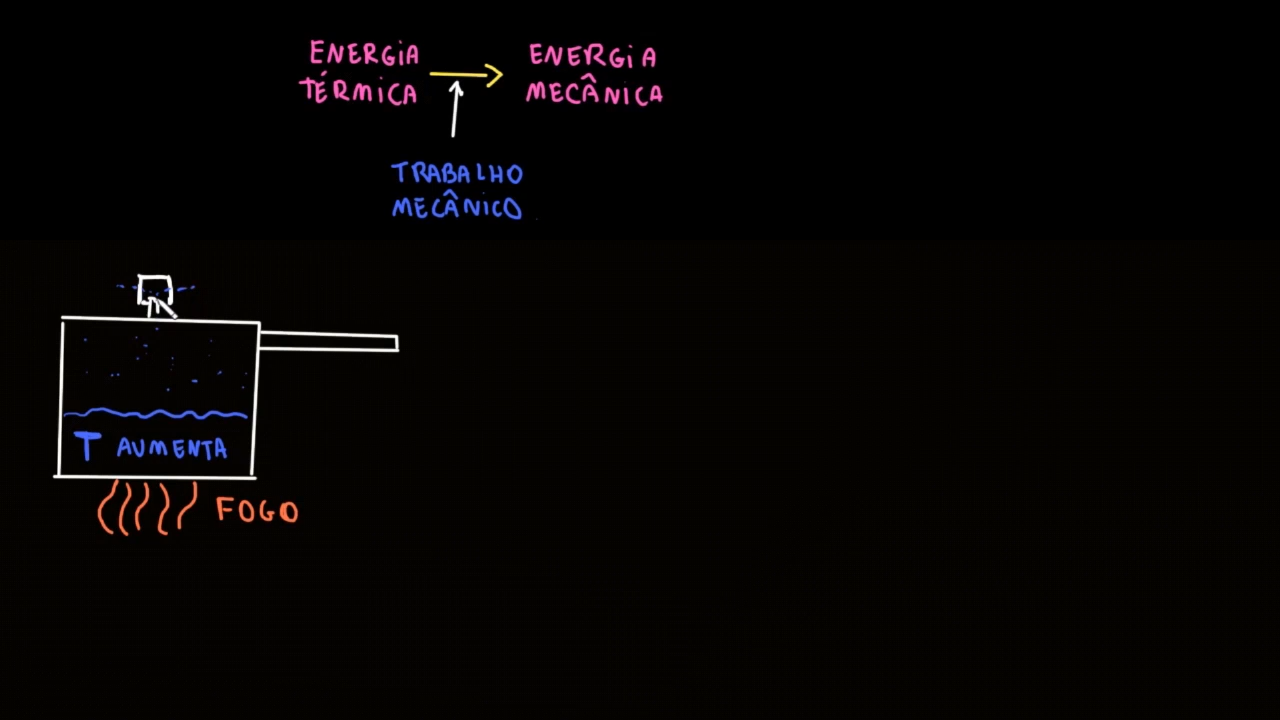 ENERGIA
TÉRMICA
ENERGIA
MECÂNICA
TRABALHO
MECÂNICO
T AUMENTA
FOGO